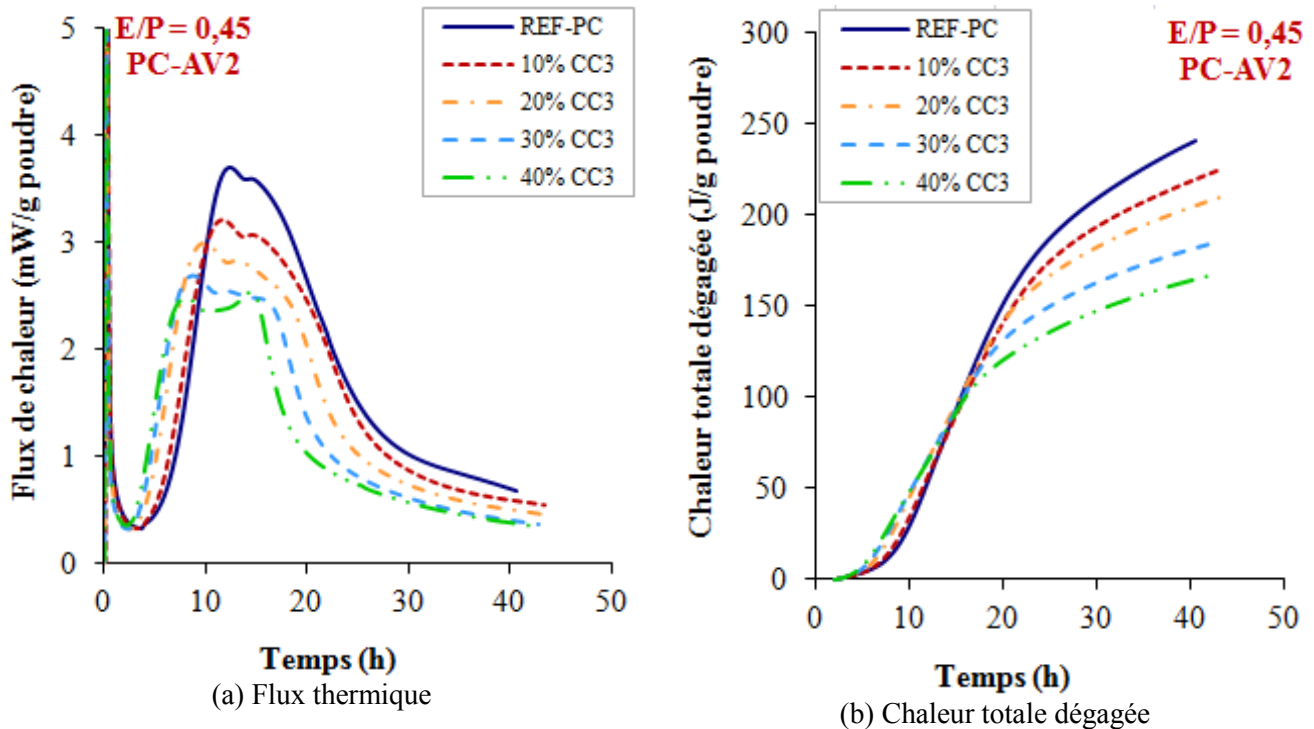 E/P = 0,45
PC-AV2
REF-PC
10% CC3
20% CC3
30% CC3
40% CC3
Flux de chaleur (mW/g poudre)
5
4
3
2
1
0
0 10 20 30 40 50
Temps (h)
(a) Flux thermique
REF-PC
10% CC3
20% CC3
30% CC3
40% CC3
E/P = 0,45
PC-AV2
Chaleur totale dégagée (J/g poudre)
300
250
200
150
100
50
0
0 10 20 30 40 50
Temps (h)
(b) Chaleur totale dégagée